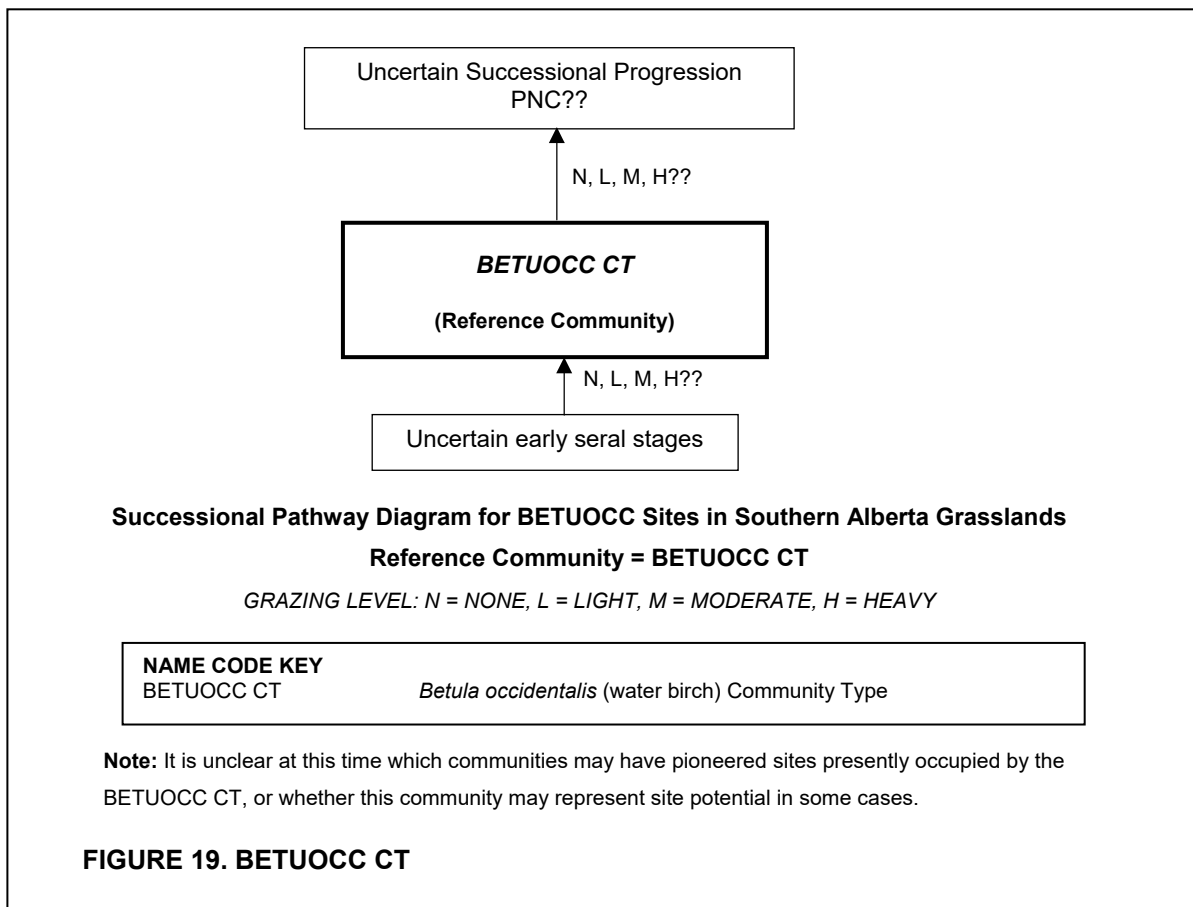 Uncertain Successional Progression
PNC??
N, L, M, H??
BETUOCC CT
(Reference Community)
N, L, M, H??
Uncertain early seral stages
Successional Pathway Diagram for BETUOCC Sites in Southern Alberta Grasslands
Reference Community = BETUOCC CT
GRAZING LEVEL: N = NONE, L = LIGHT, M = MODERATE, H = HEAVY
NAME CODE KEY
BETUOCC CT Betula occidentalis (water birch) Community Type
Note: It is unclear at this time which communities may have pioneered sites presently occupied by the
BETUOCC CT, or whether this community may represent site potential in some cases.
FIGURE 19. BETUOCC CT